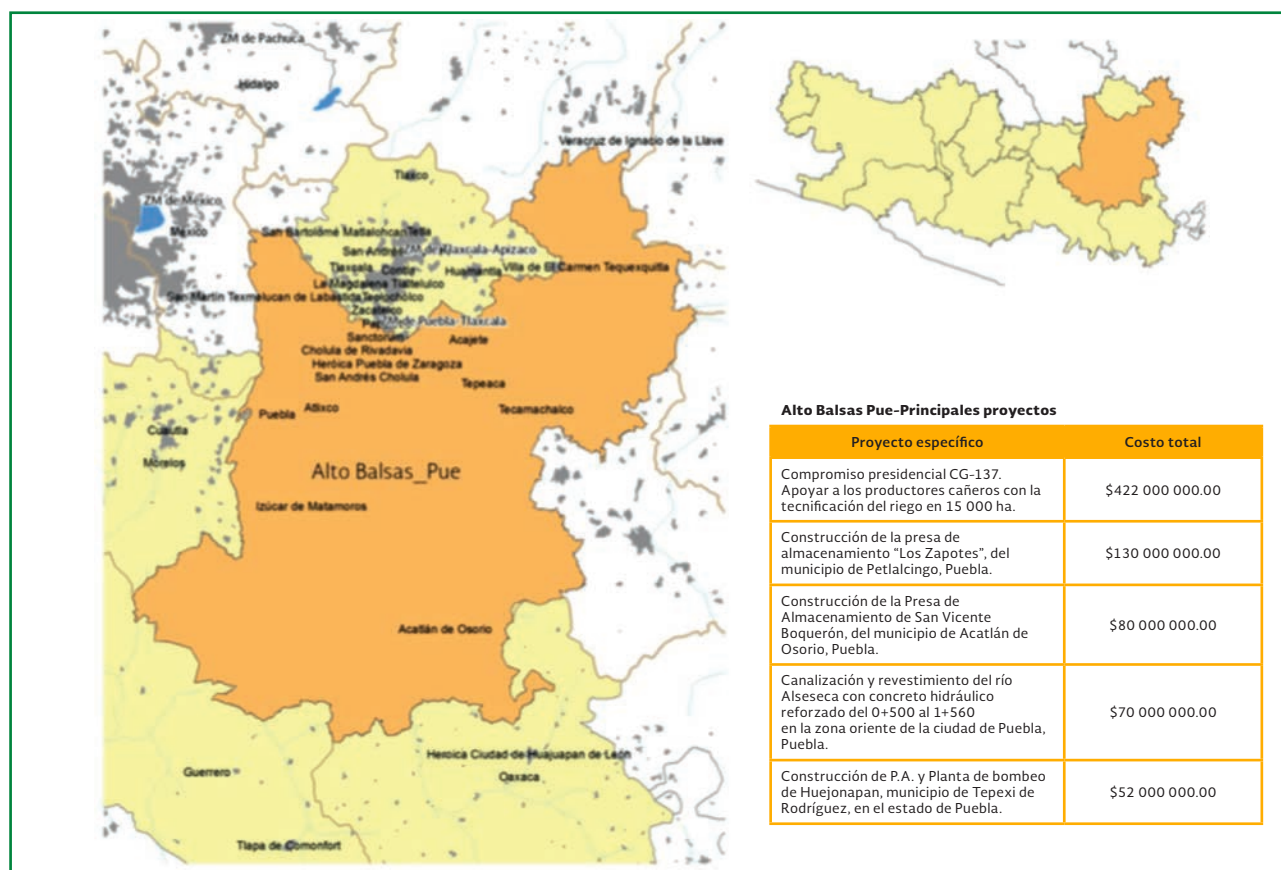 ZM de Pachuca
Hidalgo
Veracruz de Ignacio de la Llave
Tlaxco
ZM de México
México
San Bartolomé Matlalohcan Tetla
San Andrés
ZM de Tlaxcala-Apizaco
Tlaxcala
Contla
Huamantla
Villa de El Carmen Tequexquitla
La Magdalena Tlaltelulco
San Martín Texmelucan de Labastida
Teplocholco
Zacatelco
ZM de Puebla-Tlaxcala
Sanctorum
Acajete
Cholula de Rivadavia
Heróica Puebla de Zaragoza
San Andrés Cholula
Tepeaca
Puebla
Atlixco
Tecamachalco
Cuautla
Morelos
Alto Balsas_Pue
Izúcar de Matamoros
Acatlán de Osorio
Heroica Ciudad de Huajuapan de León
Guerrero
Oaxaca
Tlapa de Comonfort
Alto Balsas Pue-Principales proyectos
Proyecto específico Costo total
Compromiso presidencial CG-137.
Apoyar a los productores cañeros con la
tecnificación del riego en 15 000 ha.
$422 000 000.00
Construcción de la presa de
almacenamiento “Los Zapotes”, del
municipio de Petlalcingo, Puebla.
$130 000 000.00
Construcción de la Presa de
Almacenamiento de San Vicente
Boquerón, del municipio de Acatlán de
Osorio, Puebla.
$80 000 000.00
Canalización y revestimiento del río
Alseseca con concreto hidráulico
reforzado del 0+500 al 1+560
en la zona oriente de la ciudad de Puebla,
Puebla.
$70 000 000.00
Construcción de P.A. y Planta de bombeo
de Huejonapan, municipio de Tepexi de
Rodríguez, en el estado de Puebla.
$52 000 000.00